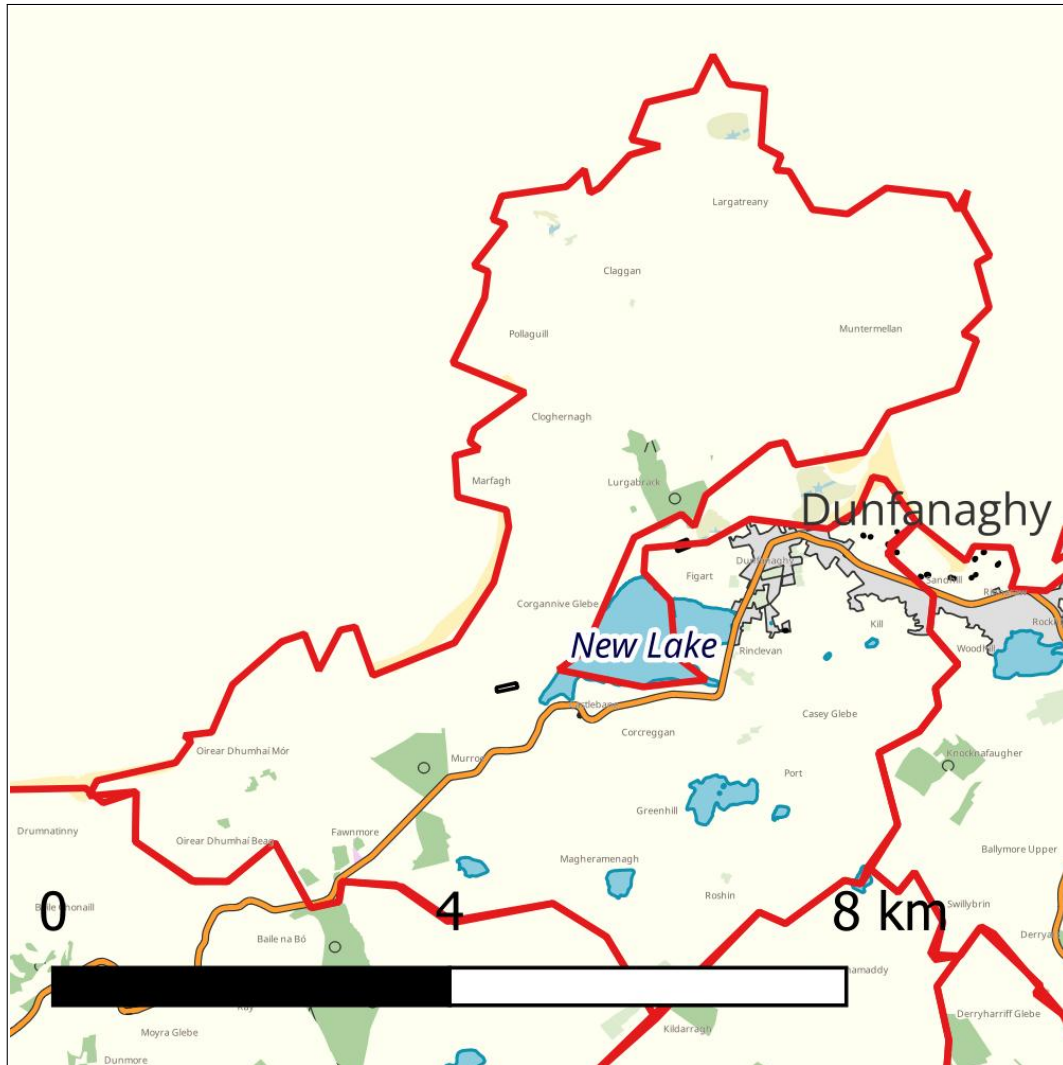 Largatreany
Claggan
Pollaguill
Muntermellan
Cloghernagh
Marfagh
Lurgabrack
Dunfanaghy
Dunfanaghy
Figart
Sandhill
Corgannive Glebe
Kill
New Lake
Rinclevan
Woodhill
Casey Glebe
Corcreggan
Oirear Dhumhaí Mór
Knocknafaugher
Port
Greenhill
Drumnatinny
Fawnmore
Oirear Dhumhaí Beag
Ballymore Upper
Magheramenagh
Roshin
0
4
8 km
Swillybrin
Baile na Bó
Derryharriff Glebe
Kildarragh
Moyra Glebe
Dunmore